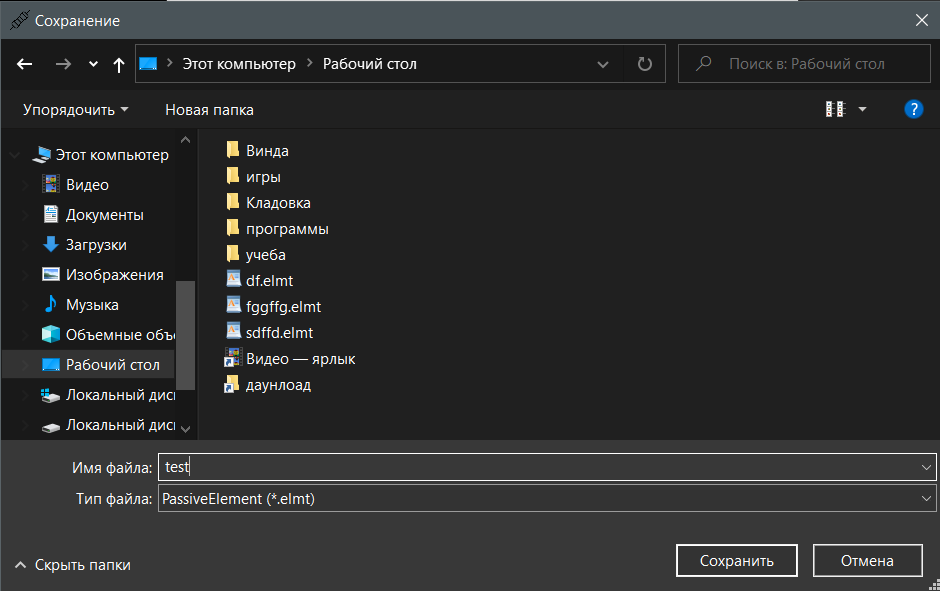 Сохранение
Этот компьютер Рабочий стол
Поиск в: Рабочий стол
Упорядочить Новая папка
?
Этот компьютер
Видео
Документы
Загрузки
Изображения
Музыка
Объемные объе
Рабочий стол
Локальный дис
Локальный дис
Винда
игры
Кладовка
программы
учеба
df.elmt
fggffg.elmt
sdffd.elmt
Видео — ярлык
даунлоад
Имя файла: test
Тип файла: PassiveElement (*.elmt)
Скрыть папки
Сохранить Отмена